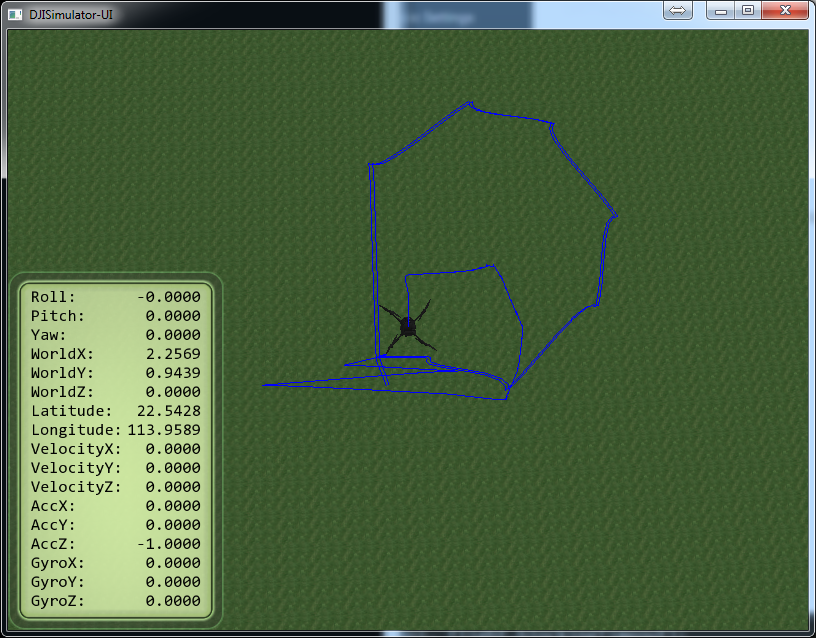 DJISimulator-UI
Roll: -0.0000
Pitch: 0.0000
Yaw: 0.0000
WorldX: 2.2569
WorldY: 0.9439
WorldZ: 0.0000
Latitude: 22.5428
Longitude: 113.9589
VelocityX: 0.0000
VelocityY: 0.0000
VelocityZ: 0.0000
AccX: 0.0000
AccY: 0.0000
AccZ: -1.0000
GyroX: 0.0000
GyroY: 0.0000
GyroZ: 0.0000